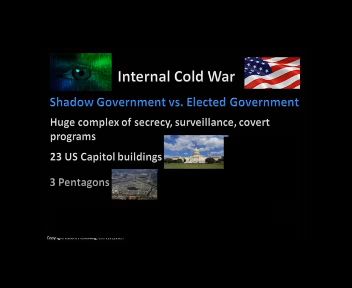 Internal Cold War
Shadow Government vs. Elected Government
Huge complex of secrecy, surveillance, covert
programs
23 US Capitol buildings
3 Pentagons